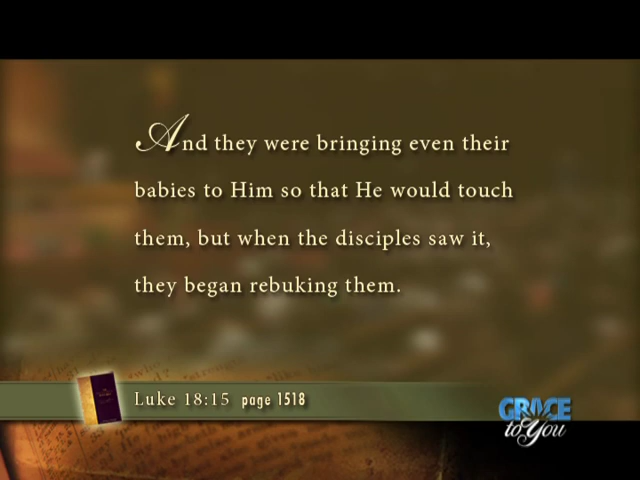 And they were bringing even their
babies to Him so that He would touch
them, but when the disciples saw it,
they began rebuking them.
Luke 18:15 page 1518
GRACE
to You